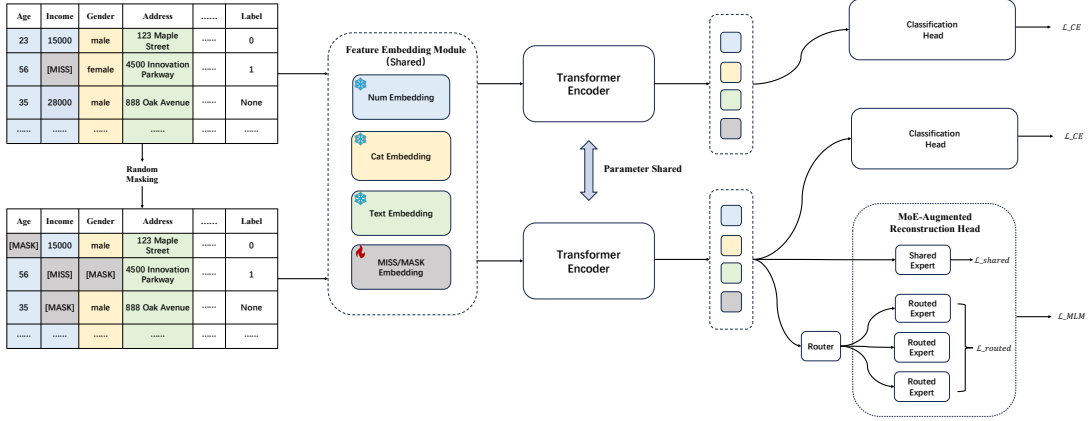 Age Income Gender Address ...... Label
23 15000 male 123 Maple Street ...... 0
56 [MISS] female 4500 Innovation Parkway ...... 1
35 28000 male 888 Oak Avenue ...... None
...... ...... ...... ...... ...... ......
Random
Masking
Age Income Gender Address ...... Label
[MASK] 15000 male 123 Maple Street ...... 0
56 [MISS] [MASK] 4500 Innovation Parkway ...... 1
35 [MASK] male 888 Oak Avenue ...... None
...... ...... ...... ...... ...... ......
Feature Embedding Module
(Shared)
Num Embedding
Cat Embedding
Text Embedding
MISS/MASK
Embedding
Transformer
Encoder
Parameter Shared
Transformer
Encoder
Classification
Head
ℒ_CE
Classification
Head
ℒ_CE
MoE-Augmented
Reconstruction Head
Shared
Expert
ℒ_shared
Router
Routed
Expert
Routed
Expert
Routed
Expert
ℒ_routed
ℒ_MLM